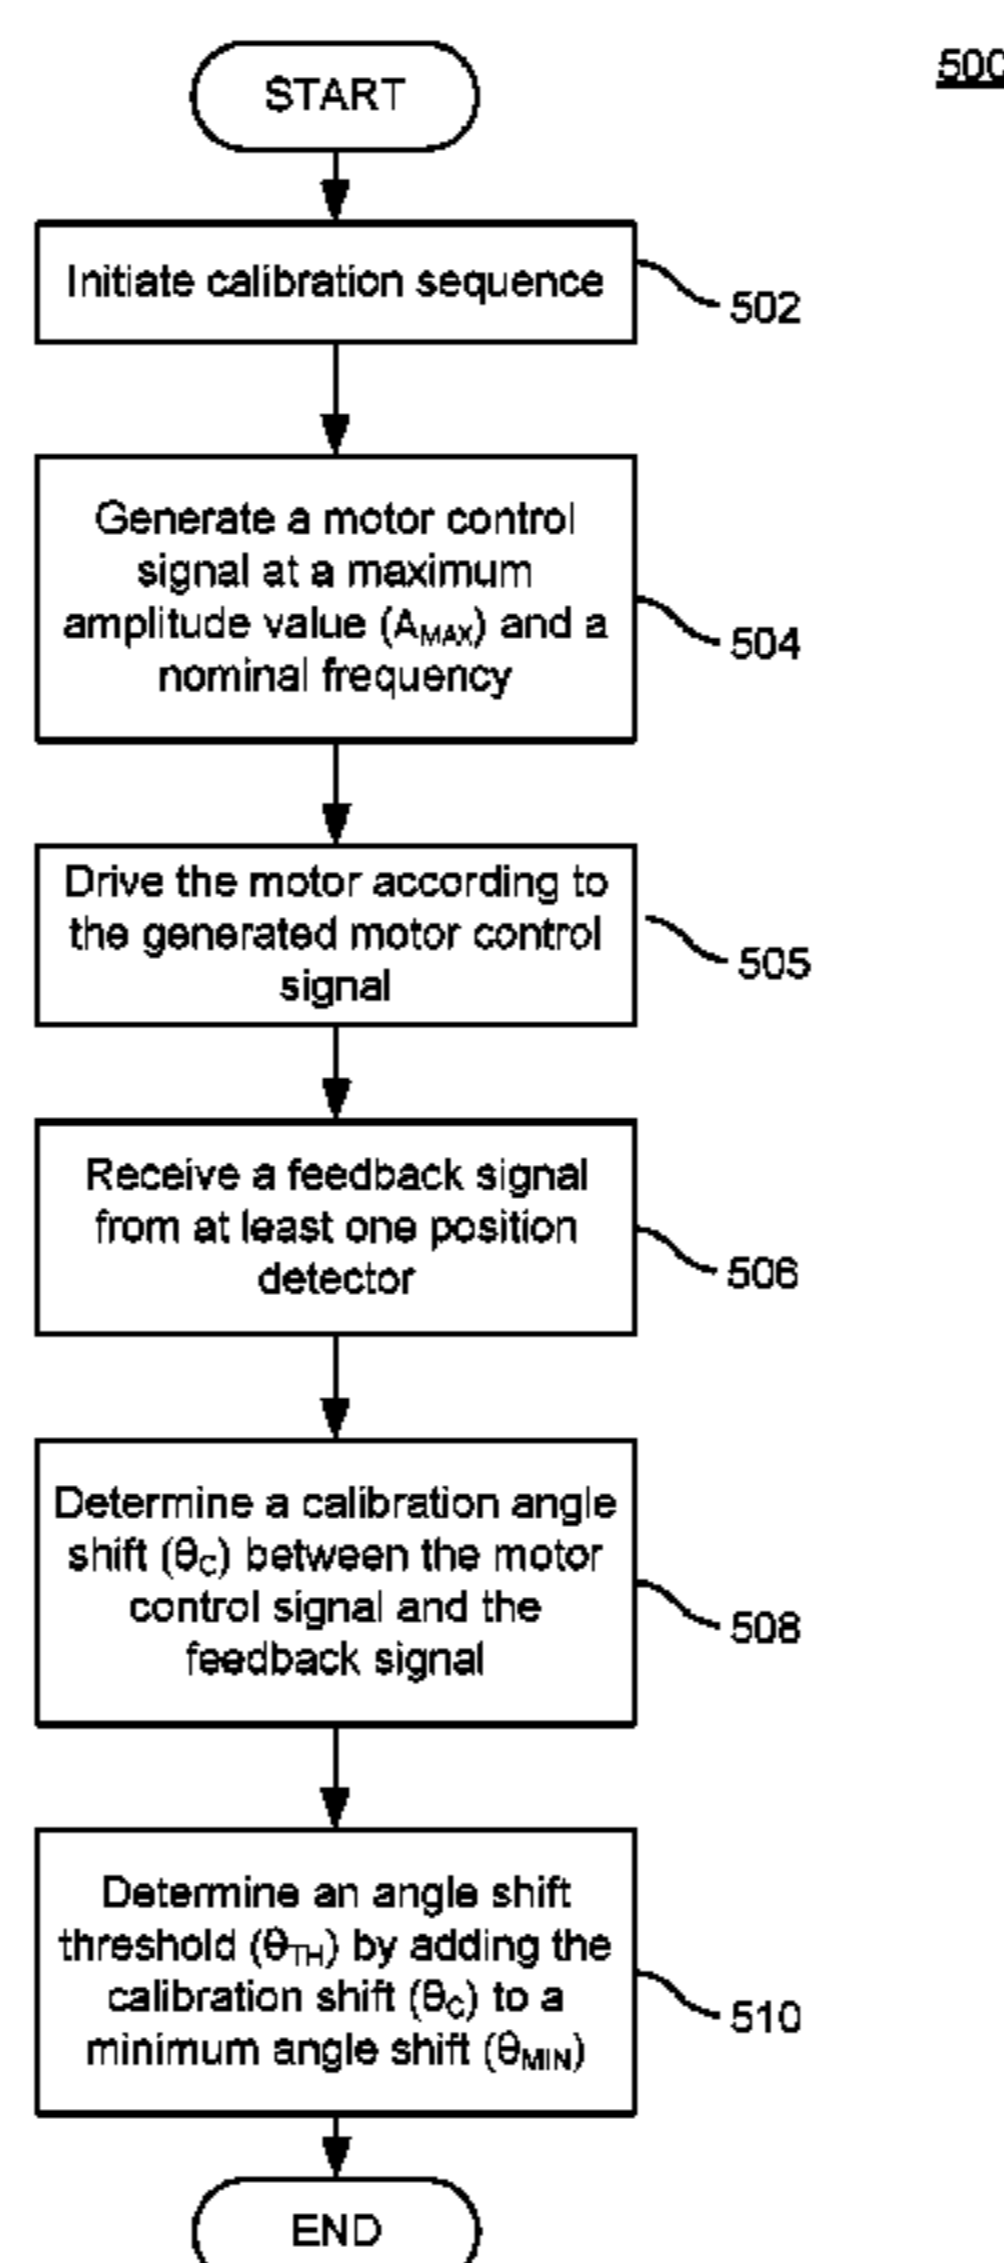 START
500
Initiate calibration sequence
502
Generate a motor control
signal at a maximum
amplitude value (AMAX) and a
nominal frequency
504
Drive the motor according to
the generated motor control
signal
505
Receive a feedback signal
from at least one position
detector
506
Determine a calibration angle
shift (θC) between the motor
control signal and the
feedback signal
508
Determine an angle shift
threshold (θTH) by adding the
calibration shift (θC) to a
minimum angle shift (θMIN)
510
END